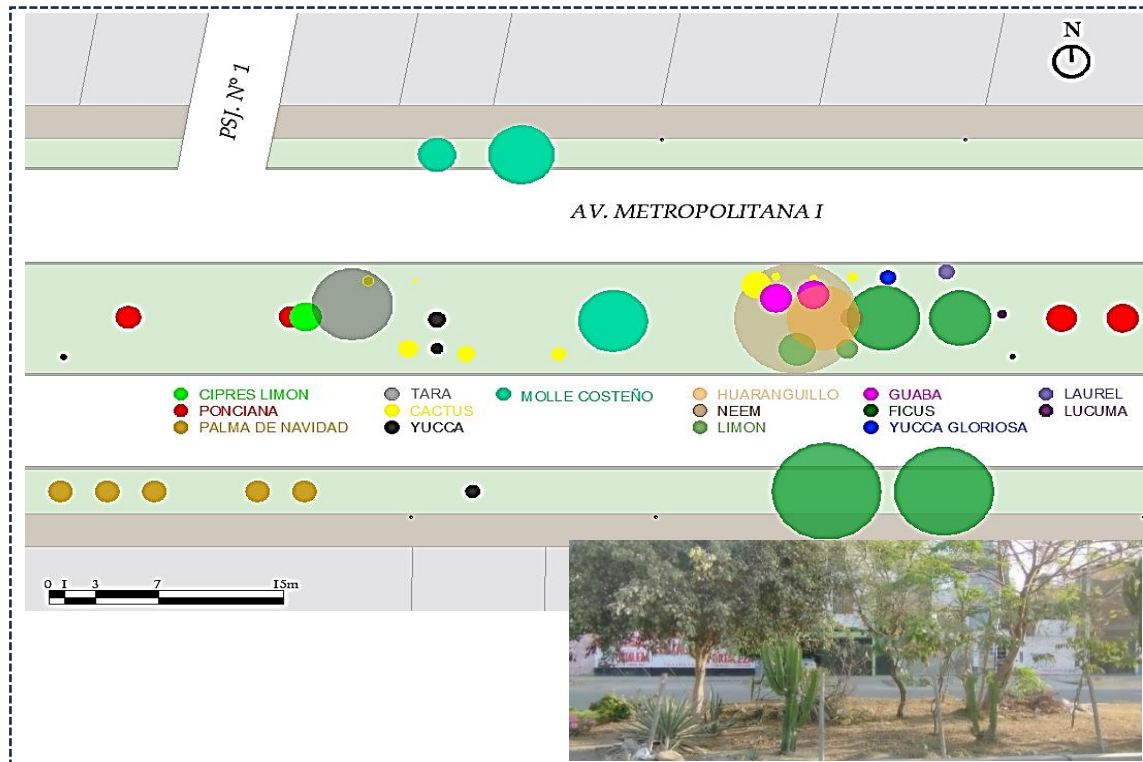 N
PSJ. N° 1
AV. METROPOLITANA I
CIPRES LIMON
PONCIANA
PALMA DE NAVIDAD
TARA
CACTUS
YUCCA
MOLLE COSTEÑO
HUARANGUILLO
NEEM
LIMON
GUABA
FICUS
YUCCA GLORIOSA
LAUREL
LUCUMA
0 1 3 7 15m